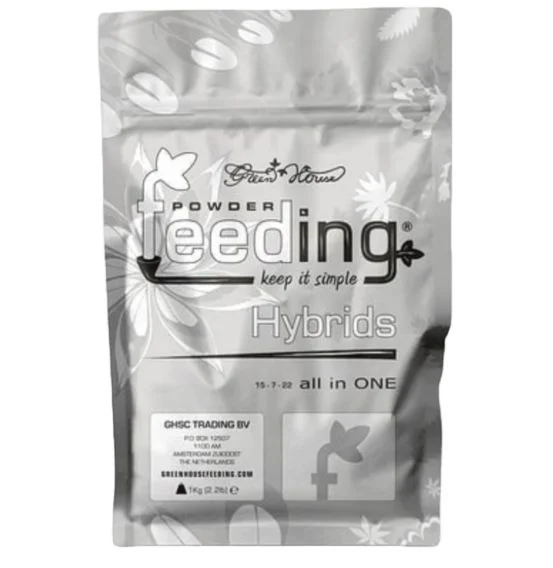 Green House
POWDER
feeding®
keep it simple
Hybrids
15-7-22 all in ONE
GHSC TRADING BV
P.O BOX 12507
1100 AM
AMSTERDAM ZUIDOOST
THE NETHERLANDS
GREENHOUSEFEEDING.COM
1Kg (2.2lb) ℮
f